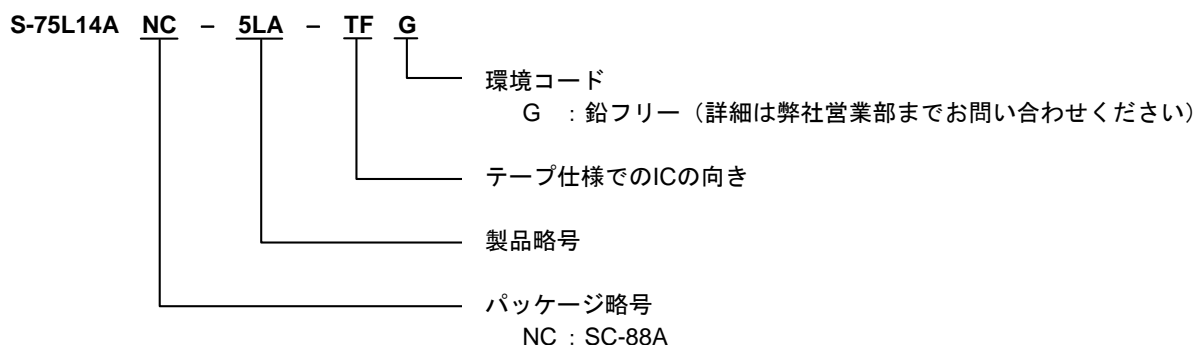 S-75L14A NC – 5LA – TF G
環境コード
G :鉛フリー(詳細は弊社営業部までお問い合わせください)
テープ仕様でのICの向き
製品略号
パッケージ略号
NC:SC-88A